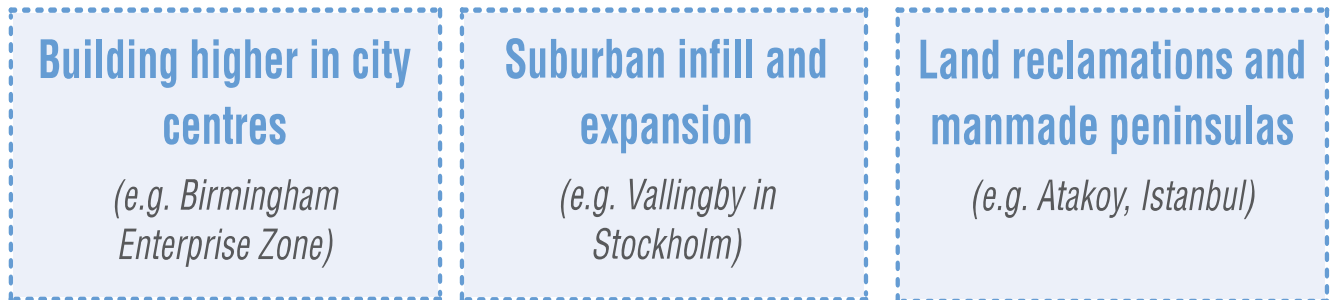 Building higher in city
centres
(e.g. Birmingham
Enterprise Zone)
Suburban infill and
expansion
(e.g. Vallingby in
Stockholm)
Land reclamations and
manmade peninsulas
(e.g. Atakoy, Istanbul)